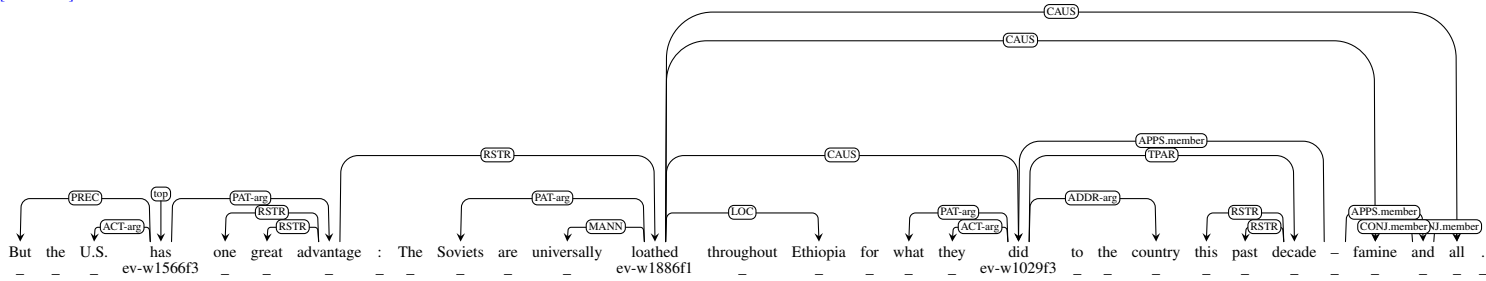 CAUS
CAUS
APPS.member
RSTR CAUS TPAR
PREC top PAT-arg PAT-arg ADDR-arg
RSTR LOC PAT-arg RSTR APPS.member
ACT-arg RSTR MANN ACT-arg RSTR CONJ.member NJ.member
But the U.S. has one great advantage : The Soviets are universally loathed throughout Ethiopia for what they did to the country this past decade – famine and all .
_ _ _ ev-w1566f3 _ _ _ _ _ _ _ _ ev-w1886f1 _ _ _ _ _ ev-w1029f3 _ _ _ _ _ _ _ _ _ _ _